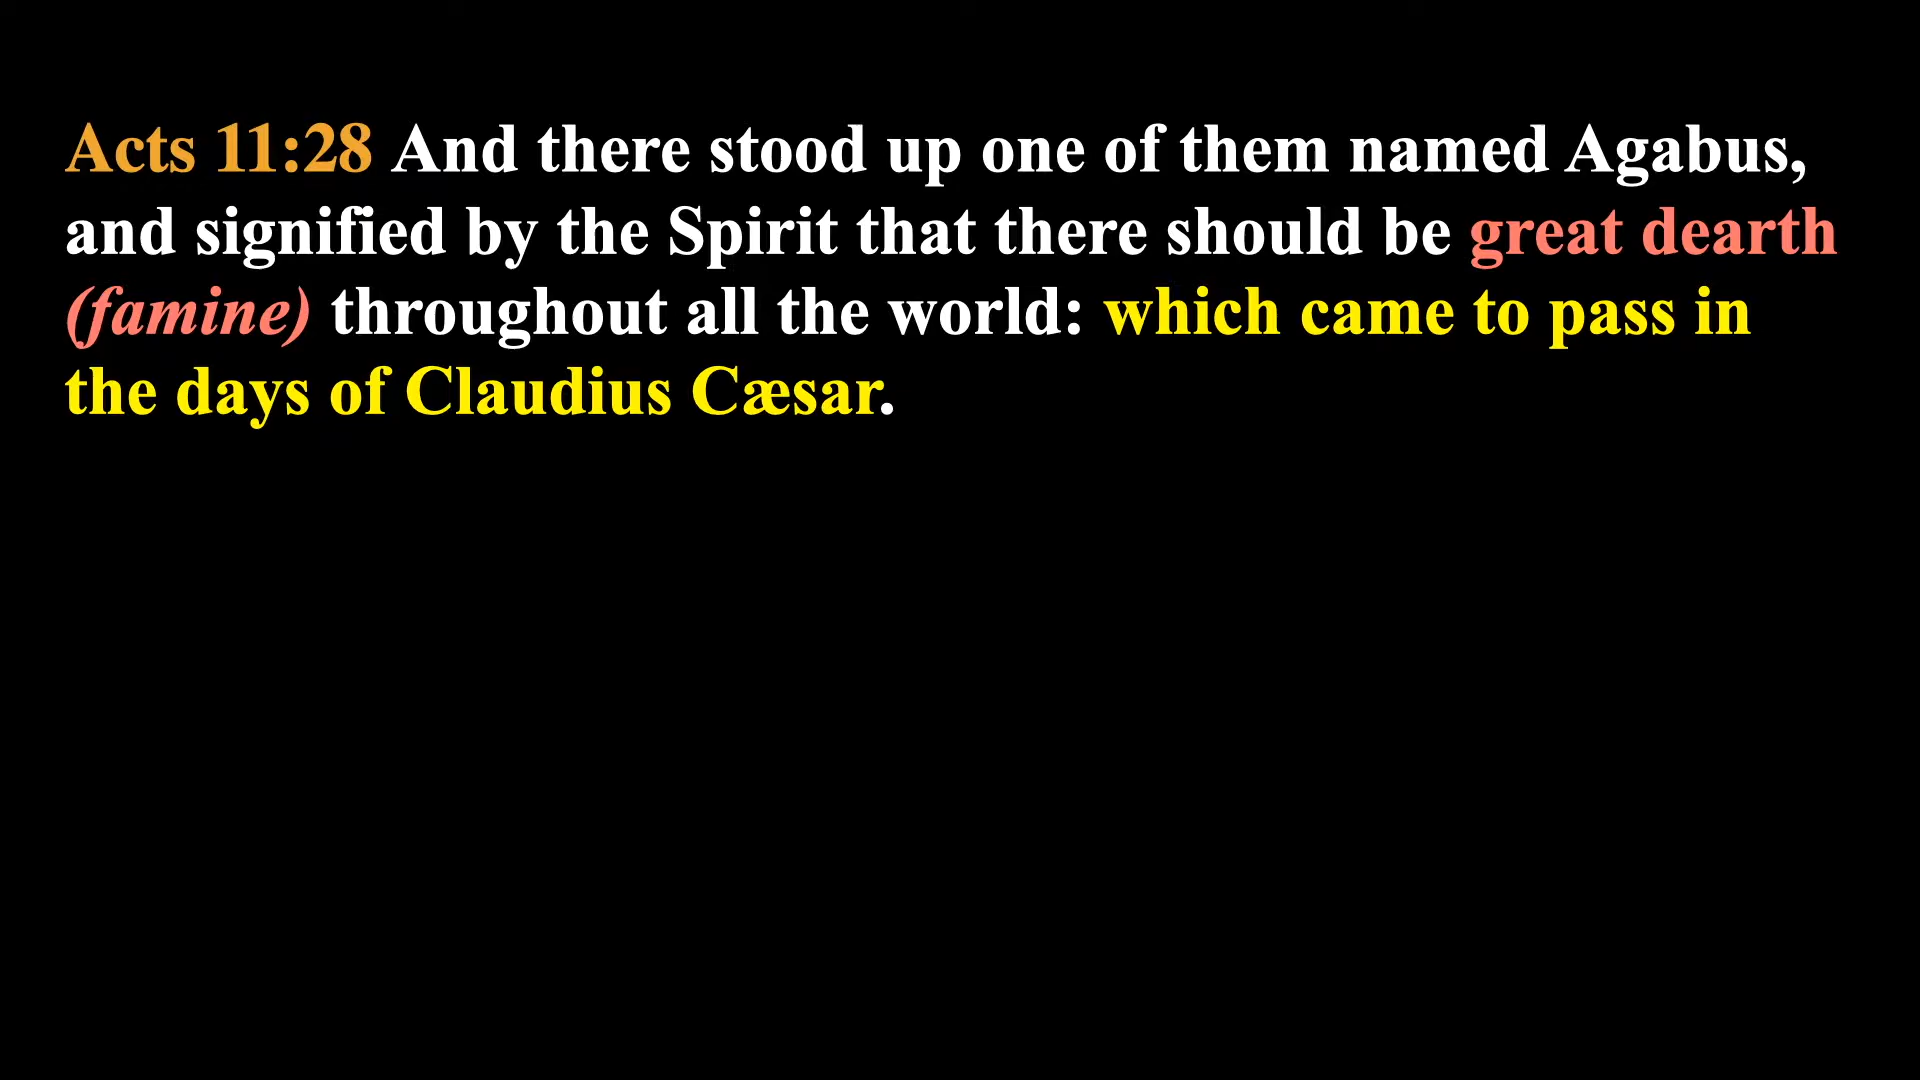 Acts 11:28 And there stood up one of them named Agabus,
and signified by the Spirit that there should be great dearth
(famine) throughout all the world: which came to pass in
the days of Claudius Cæsar.